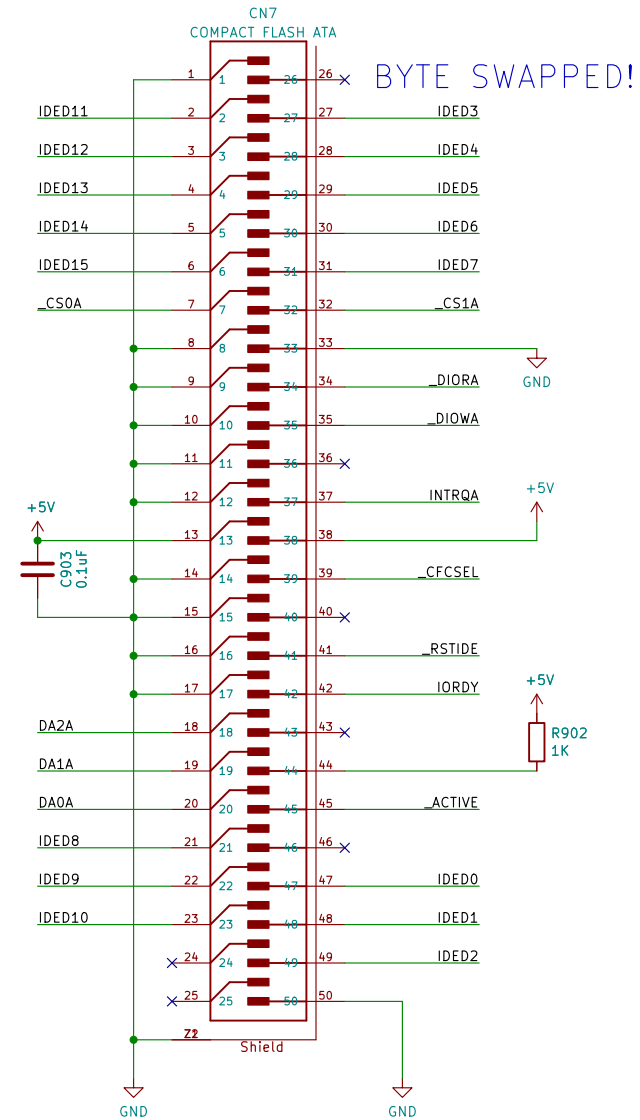 CN7
COMPACT FLASH ATA
BYTE SWAPPED!
1 1 26 26
IDED11 2 2 27 27 IDED3
IDED12 3 3 28 28 IDED4
IDED13 4 4 29 29 IDED5
IDED14 5 5 30 30 IDED6
IDED15 6 6 31 31 IDED7
_CS0A 7 7 32 32 _CS1A
8 8 33 33
GND
9 9 34 34 _DIORA
10 10 35 35 _DIOWA
11 11 36 36
12 12 37 37 INTRQA
+5V
+5V
13 13 38 38
C903
0.1uF
14 14 39 39 _CFCSEL
15 15 40 40
16 16 41 41 _RSTIDE
17 17 42 42 IORDY
+5V
DA2A 18 18 43 43
R902
1K
DA1A 19 19 44 44
DA0A 20 20 45 45 _ACTIVE
IDED8 21 21 46 46
IDED9 22 22 47 47 IDED0
IDED10 23 23 48 48 IDED1
24 24 49 49 IDED2
25 25 50 50
Shield
GND
GND